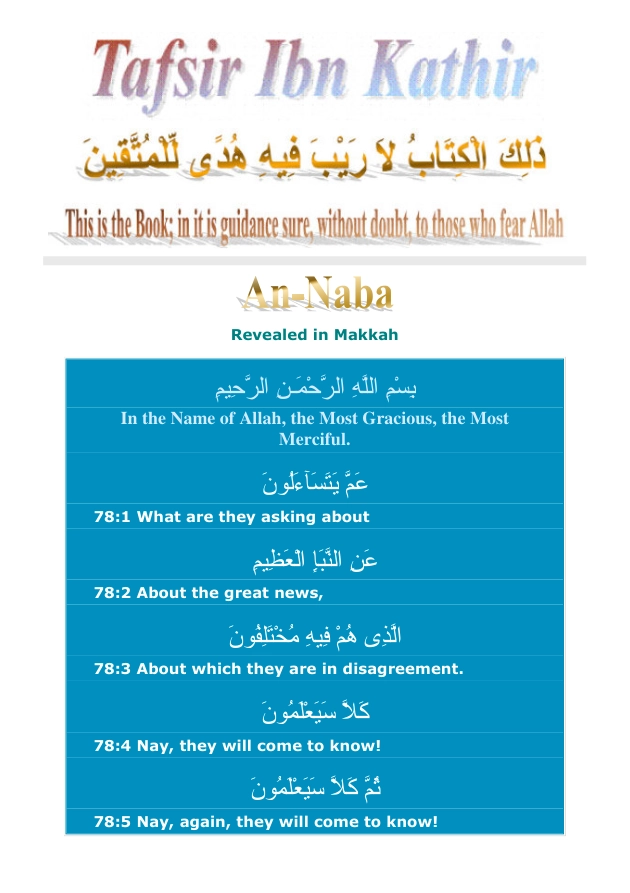 Tafsir Ibn Kathir
ذَلِكَ الْكِتَابُ لاَ رَيْبَ فِيهِ هُدًى لِّلْمُتَّقِينَ
This is the Book; in it is guidance sure, without doubt, to those who fear Allah
An-Naba
Revealed in Makkah
بِسْمِ اللَّهِ الرَّحْمَـنِ الرَّحِيمِ
In the Name of Allah, the Most Gracious, the Most
Merciful.
عَمَّ يَتَسَآءَلُونَ
78:1 What are they asking about
عَنِ النَّبَإِ الْعَظِيمِ
78:2 About the great news,
الَّذِى هُمْ فِيهِ مُخْتَلِفُونَ
78:3 About which they are in disagreement.
كَلاَّ سَيَعْلَمُونَ
78:4 Nay, they will come to know!
ثُمَّ كَلاَّ سَيَعْلَمُونَ
78:5 Nay, again, they will come to know!